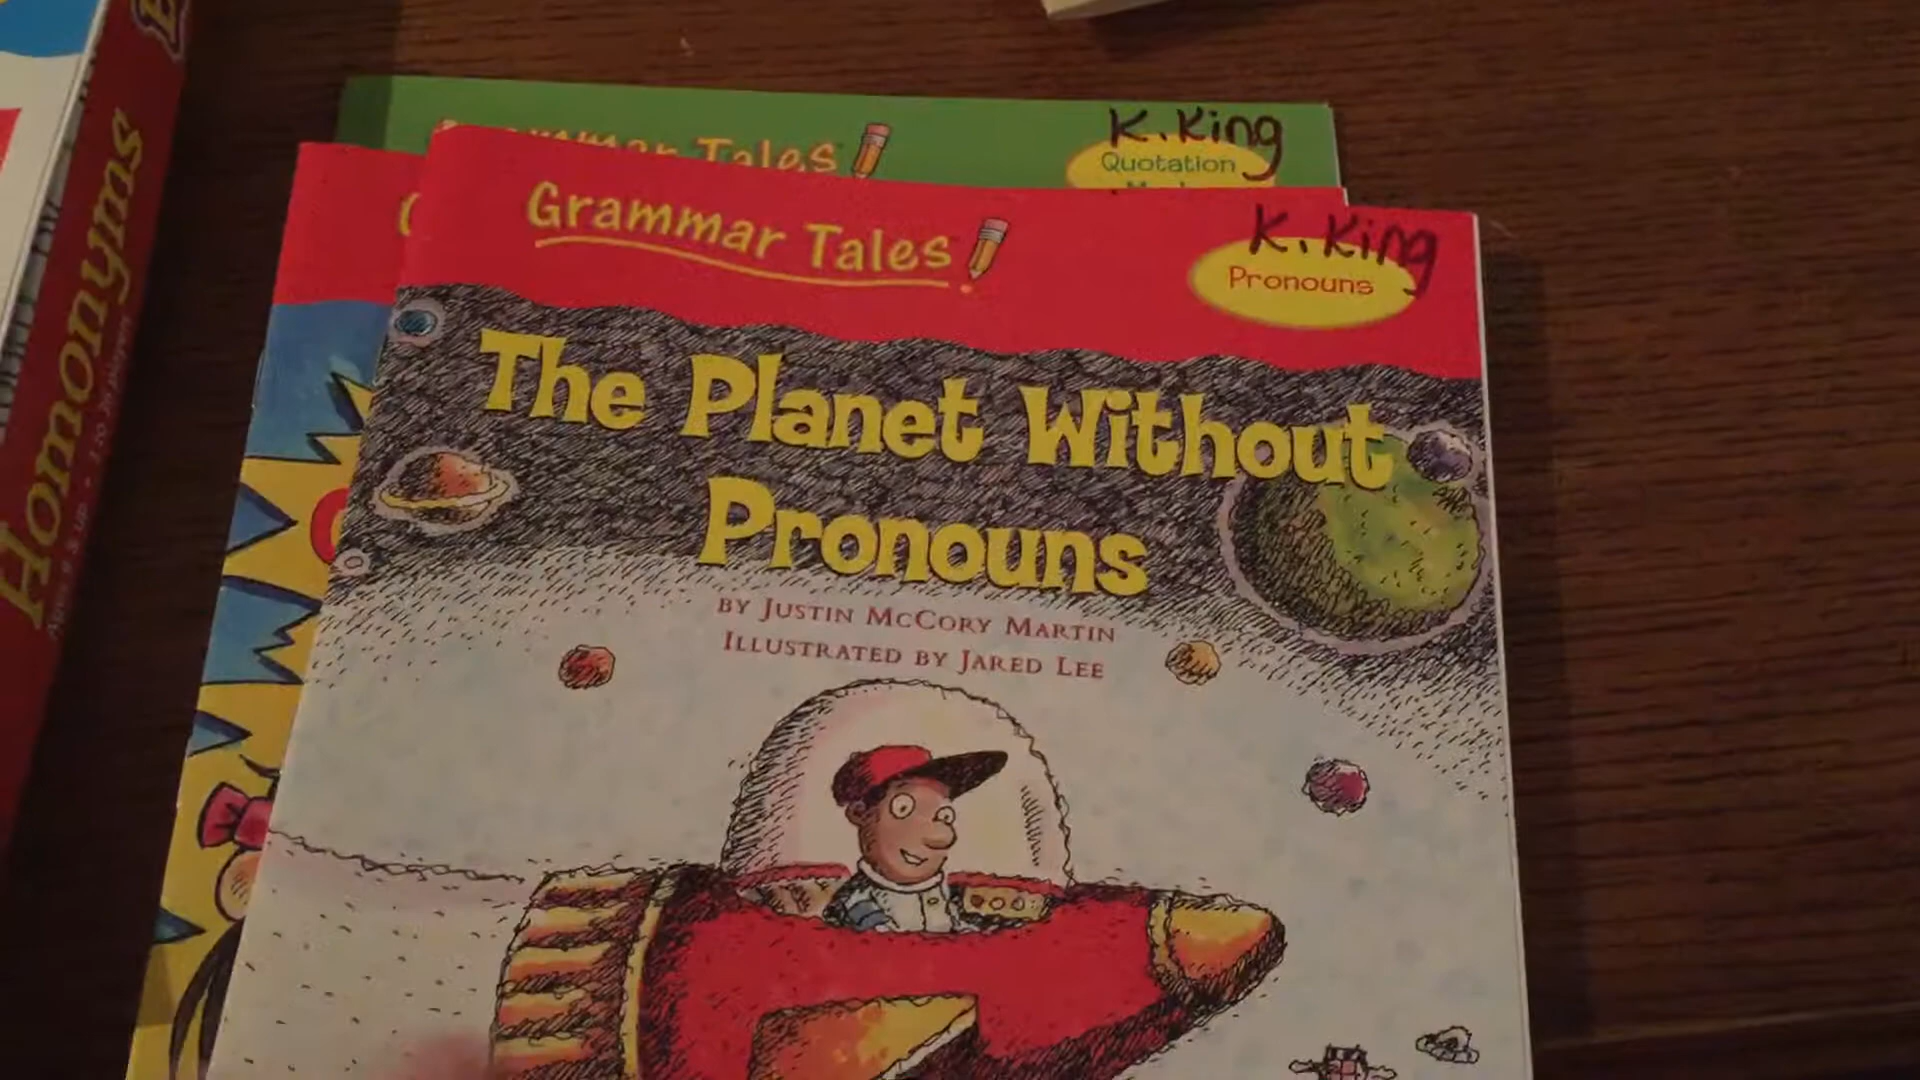 K. King
Grammar Tales
Quotation
K. King
Grammar Tales
Pronouns
The Planet Without
Pronouns
BY JUSTIN MCCORY MARTIN
ILLUSTRATED BY JARED LEE
Homonyms